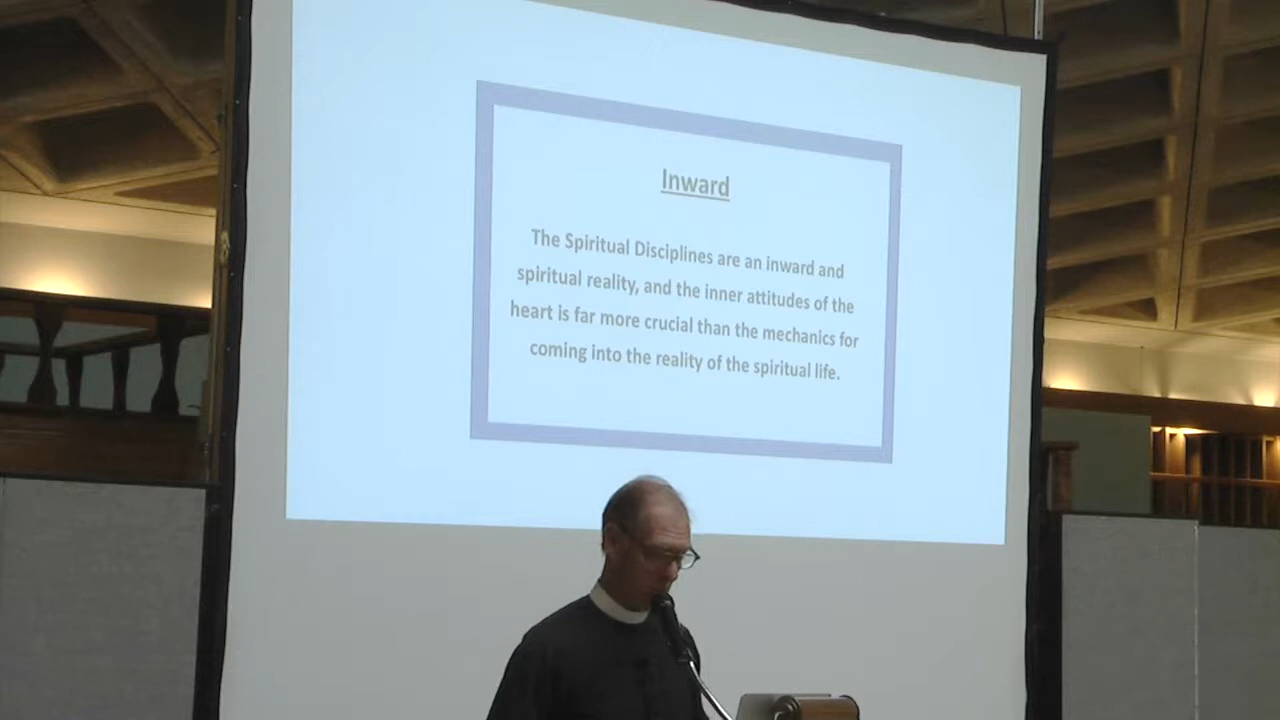 Inward
The Spiritual Disciplines are an inward and
spiritual reality, and the inner attitudes of the
heart is far more crucial than the mechanics for
coming into the reality of the spiritual life.